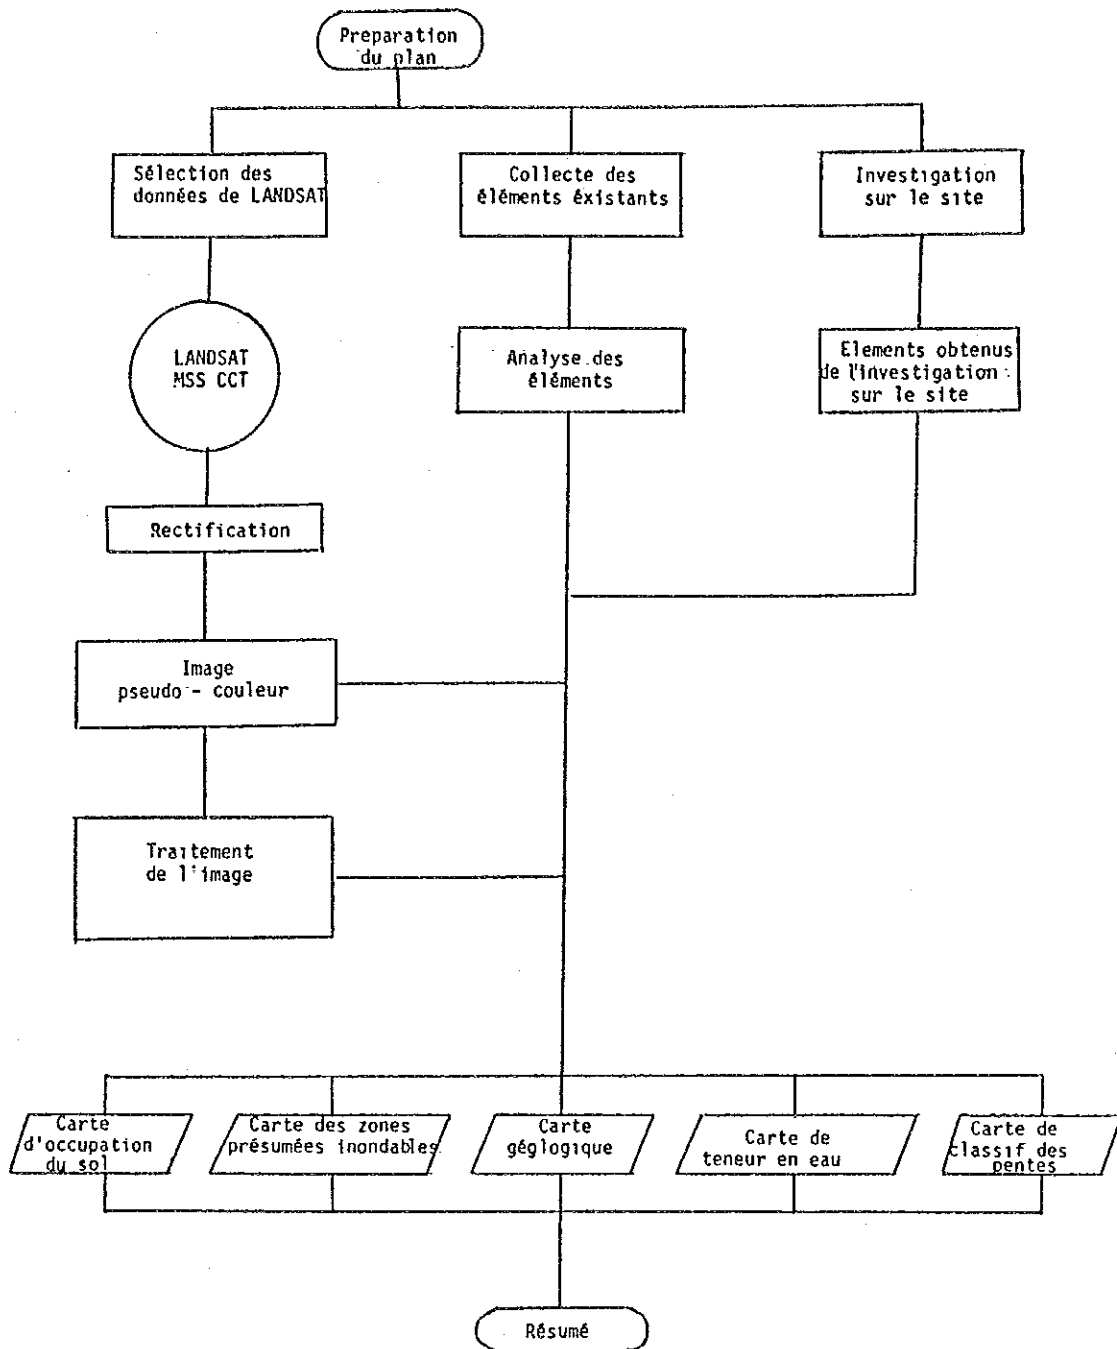 Preparation
du plan
Sélection des
données de LANDSAT
Collecte des
éléments éxistants
Investigation
sur le site
LANDSAT
MSS CCT
Analyse des
éléments
Elements obtenus
de l'investigation
sur le site
Rectification
Image
pseudo - couleur
Traitement
de l'image
Carte
d'occupation
du sol
Carte des zones
présumées inondables
Carte
géglogique
Carte de
teneur en eau
Carte de
classif des
pentes
Résumé